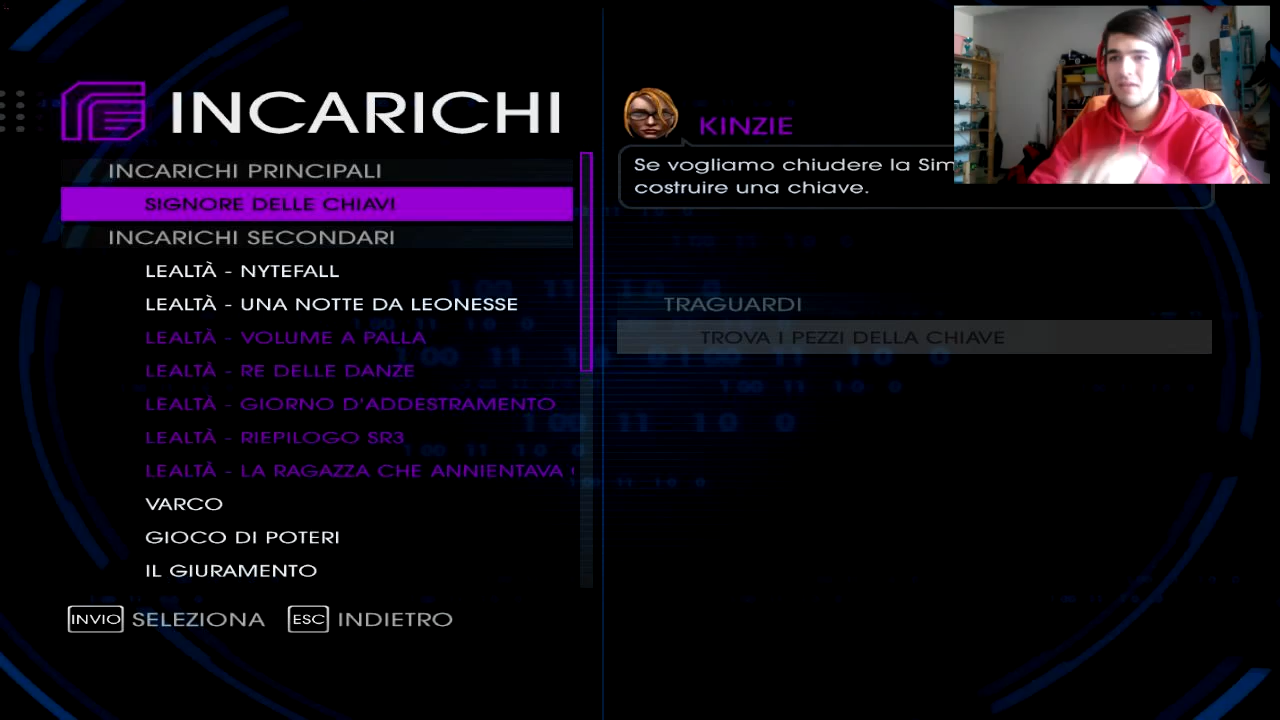 INCARICHI
INCARICHI PRINCIPALI
SIGNORE DELLE CHIAVI
INCARICHI SECONDARI
LEALTÀ - NYTEFALL
LEALTÀ - UNA NOTTE DA LEONESSE
LEALTÀ - VOLUME A PALLA
LEALTÀ - RE DELLE DANZE
LEALTÀ - GIORNO D'ADDESTRAMENTO
LEALTÀ - RIEPILOGO SR3
LEALTÀ - LA RAGAZZA CHE ANNIENTAVA
VARCO
GIOCO DI POTERI
IL GIURAMENTO
INVIO SELEZIONA ESC INDIETRO
KINZIE
Se vogliamo chiudere la Sim
costruire una chiave.
TRAGUARDI
TROVA I PEZZI DELLA CHIAVE